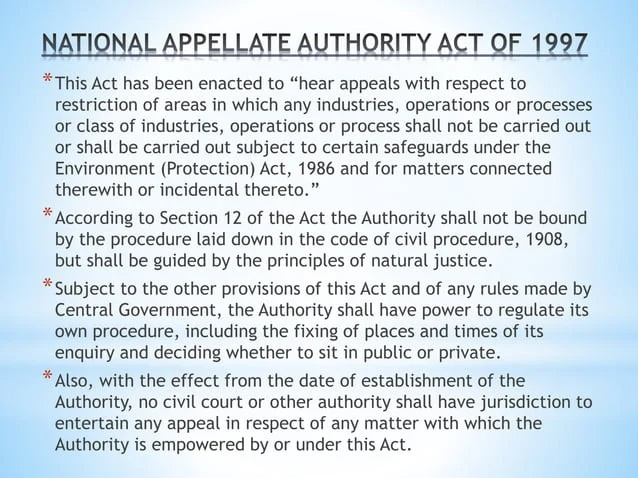 NATIONAL APPELLATE AUTHORITY ACT OF 1997
* This Act has been enacted to “hear appeals with respect to
restriction of areas in which any industries, operations or processes
or class of industries, operations or process shall not be carried out
or shall be carried out subject to certain safeguards under the
Environment (Protection) Act, 1986 and for matters connected
therewith or incidental thereto.”
* According to Section 12 of the Act the Authority shall not be bound
by the procedure laid down in the code of civil procedure, 1908,
but shall be guided by the principles of natural justice.
* Subject to the other provisions of this Act and of any rules made by
Central Government, the Authority shall have power to regulate its
own procedure, including the fixing of places and times of its
enquiry and deciding whether to sit in public or private.
* Also, with the effect from the date of establishment of the
Authority, no civil court or other authority shall have jurisdiction to
entertain any appeal in respect of any matter with which the
Authority is empowered by or under this Act.